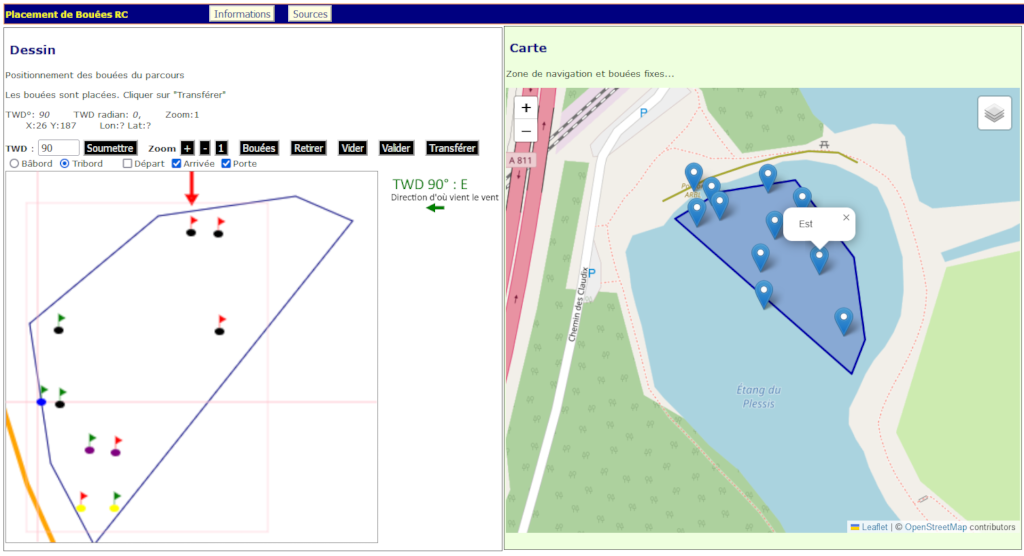 Placement de Bouées RC Informations Sources
Dessin
Positionnement des bouées du parcours
Les bouées sont placées. Cliquer sur "Transférer"
TWD°: 90 TWD radian: 0, Zoom:1
X:26 Y:187 Lon:? Lat:?
TWD : 90 Soumettre Zoom + - 1 Bouées Retirer Vider Valider Transférer
Bâbord Tribord Départ Arrivée Porte
TWD 90° : E
Direction d'où vient le vent
Carte
Zone de navigation et bouées fixes...
+
−
P
A 811
Est ×
P
Chemin des Claudix
Étang du
Plessis
Leaflet | © OpenStreetMap contributors